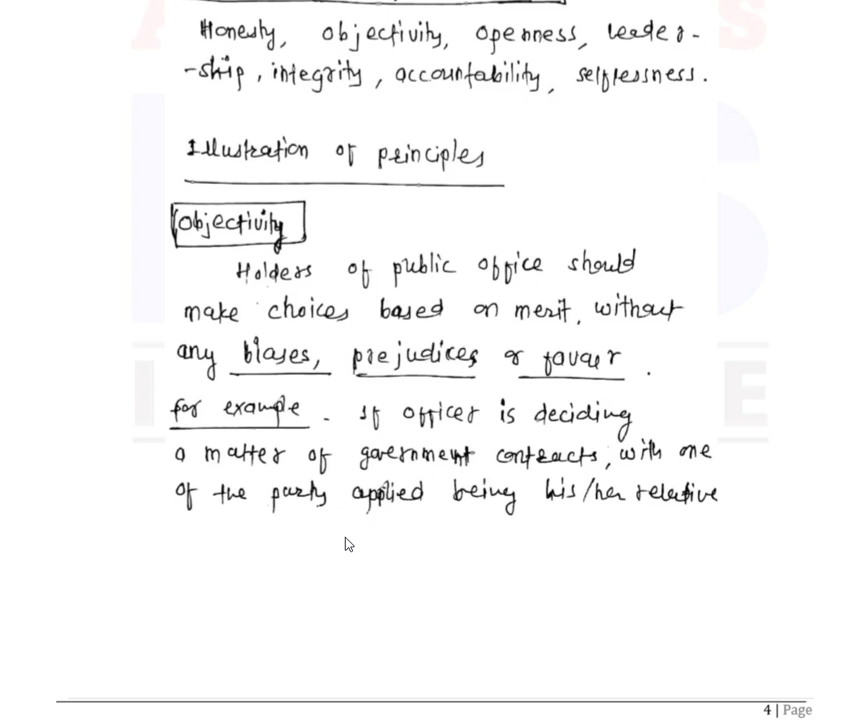 Honesty, objectivity, openness, leader-
-ship, integrity, accountability, selflessness.
Illustration of principles
Objectivity
Holders of public office should
make choices based on merit, without
any biases, prejudices or favour.
for example - If officer is deciding
a matter of government contracts, with one
of the party applied being his/her relative
4 | Page